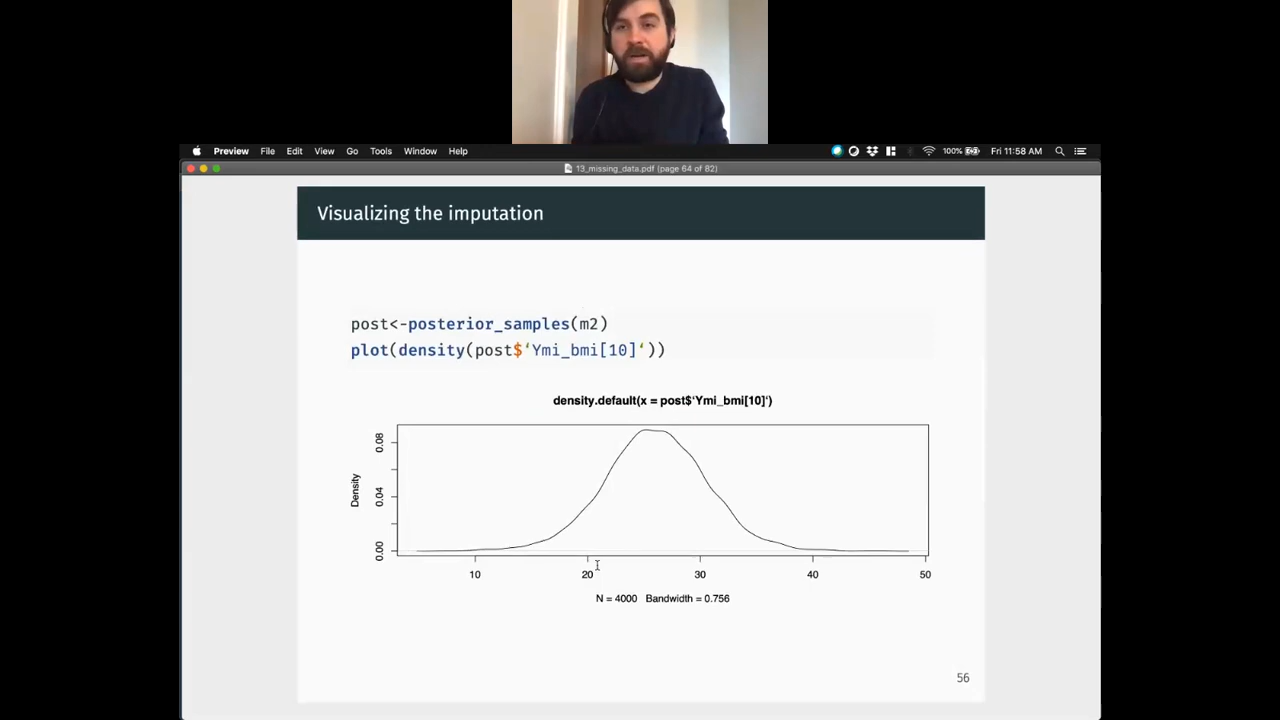 Preview File Edit View Go Tools Window Help 100% Fri 11:58 AM
13_missing_data.pdf (page 64 of 82)
Visualizing the imputation
post<-posterior_samples(m2)
plot(density(post$‘Ymi_bmi[10]‘))
density.default(x = post$‘Ymi_bmi[10]‘)
Density
0.08
0.04
0.00
10 20 30 40 50
N = 4000 Bandwidth = 0.756
56